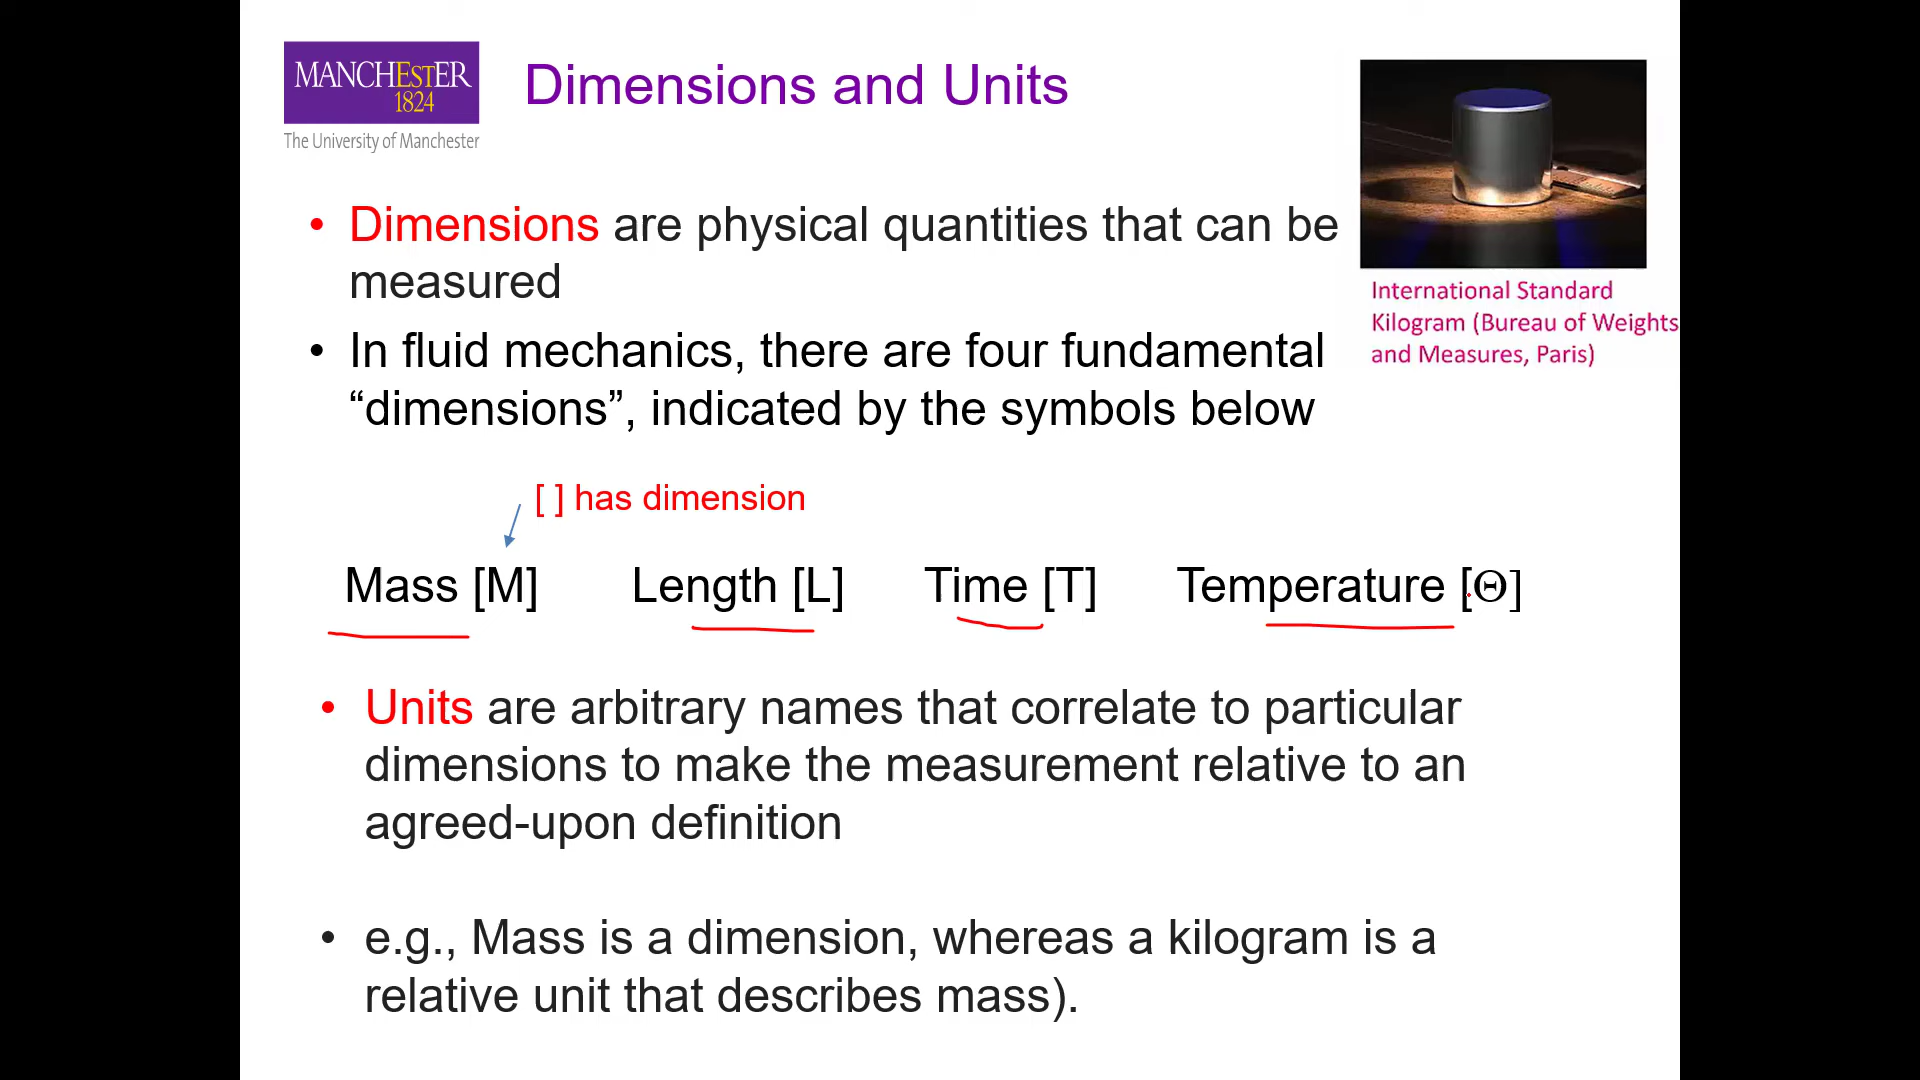 MANCHEsTER
1824
The University of Manchester
Dimensions and Units
International Standard
Kilogram (Bureau of Weights
and Measures, Paris)
• Dimensions are physical quantities that can be
measured
• In fluid mechanics, there are four fundamental
“dimensions”, indicated by the symbols below
[ ] has dimension
Mass [M] Length [L] Time [T] Temperature [Θ]
• Units are arbitrary names that correlate to particular
dimensions to make the measurement relative to an
agreed-upon definition
• e.g., Mass is a dimension, whereas a kilogram is a
relative unit that describes mass).